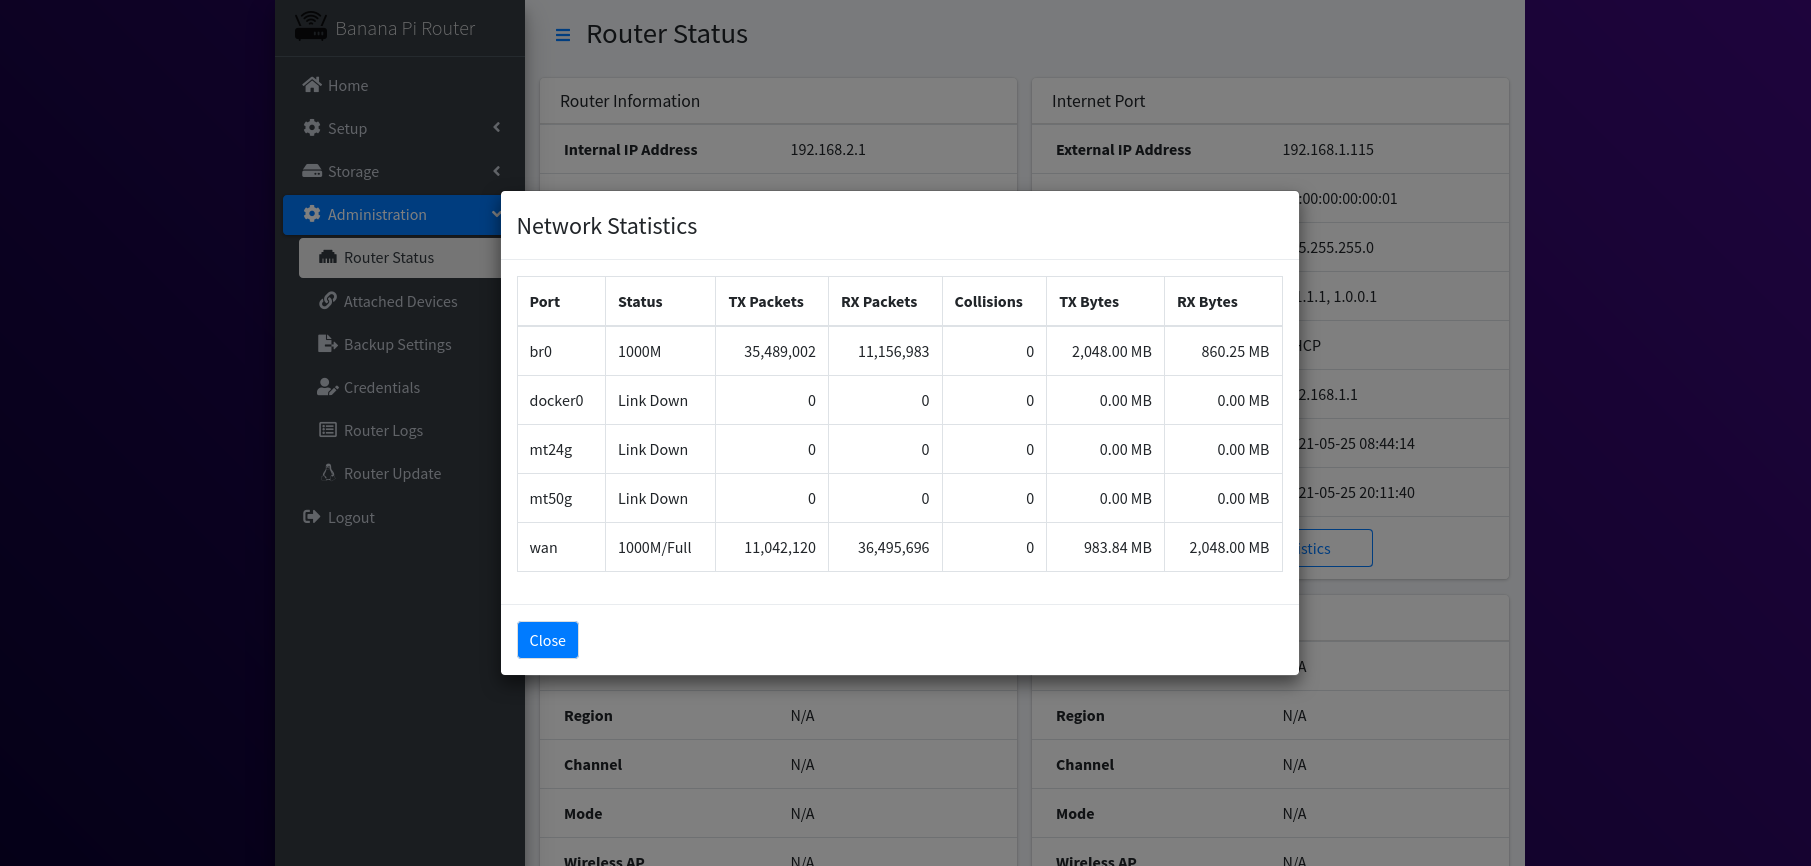 Banana Pi Router
Home
Setup
Storage
Administration
Router Status
Attached Devices
Backup Settings
Credentials
Router Logs
Router Update
Logout
Router Status
Router Information
Internal IP Address 192.168.2.1
Internet Port
External IP Address 192.168.1.115
:00:00:00:00:01
5.255.255.0
.1.1, 1.0.0.1
HCP
2.168.1.1
21-05-25 08:44:14
21-05-25 20:11:40
istics
Network Statistics
Port Status TX Packets RX Packets Collisions TX Bytes RX Bytes
br0 1000M 35,489,002 11,156,983 0 2,048.00 MB 860.25 MB
docker0 Link Down 0 0 0 0.00 MB 0.00 MB
mt24g Link Down 0 0 0 0.00 MB 0.00 MB
mt50g Link Down 0 0 0 0.00 MB 0.00 MB
wan 1000M/Full 11,042,120 36,495,696 0 983.84 MB 2,048.00 MB
Close
Region N/A
Channel N/A
Mode N/A
Wireless AP N/A
/A
Region N/A
Channel N/A
Mode N/A
Wireless AP N/A